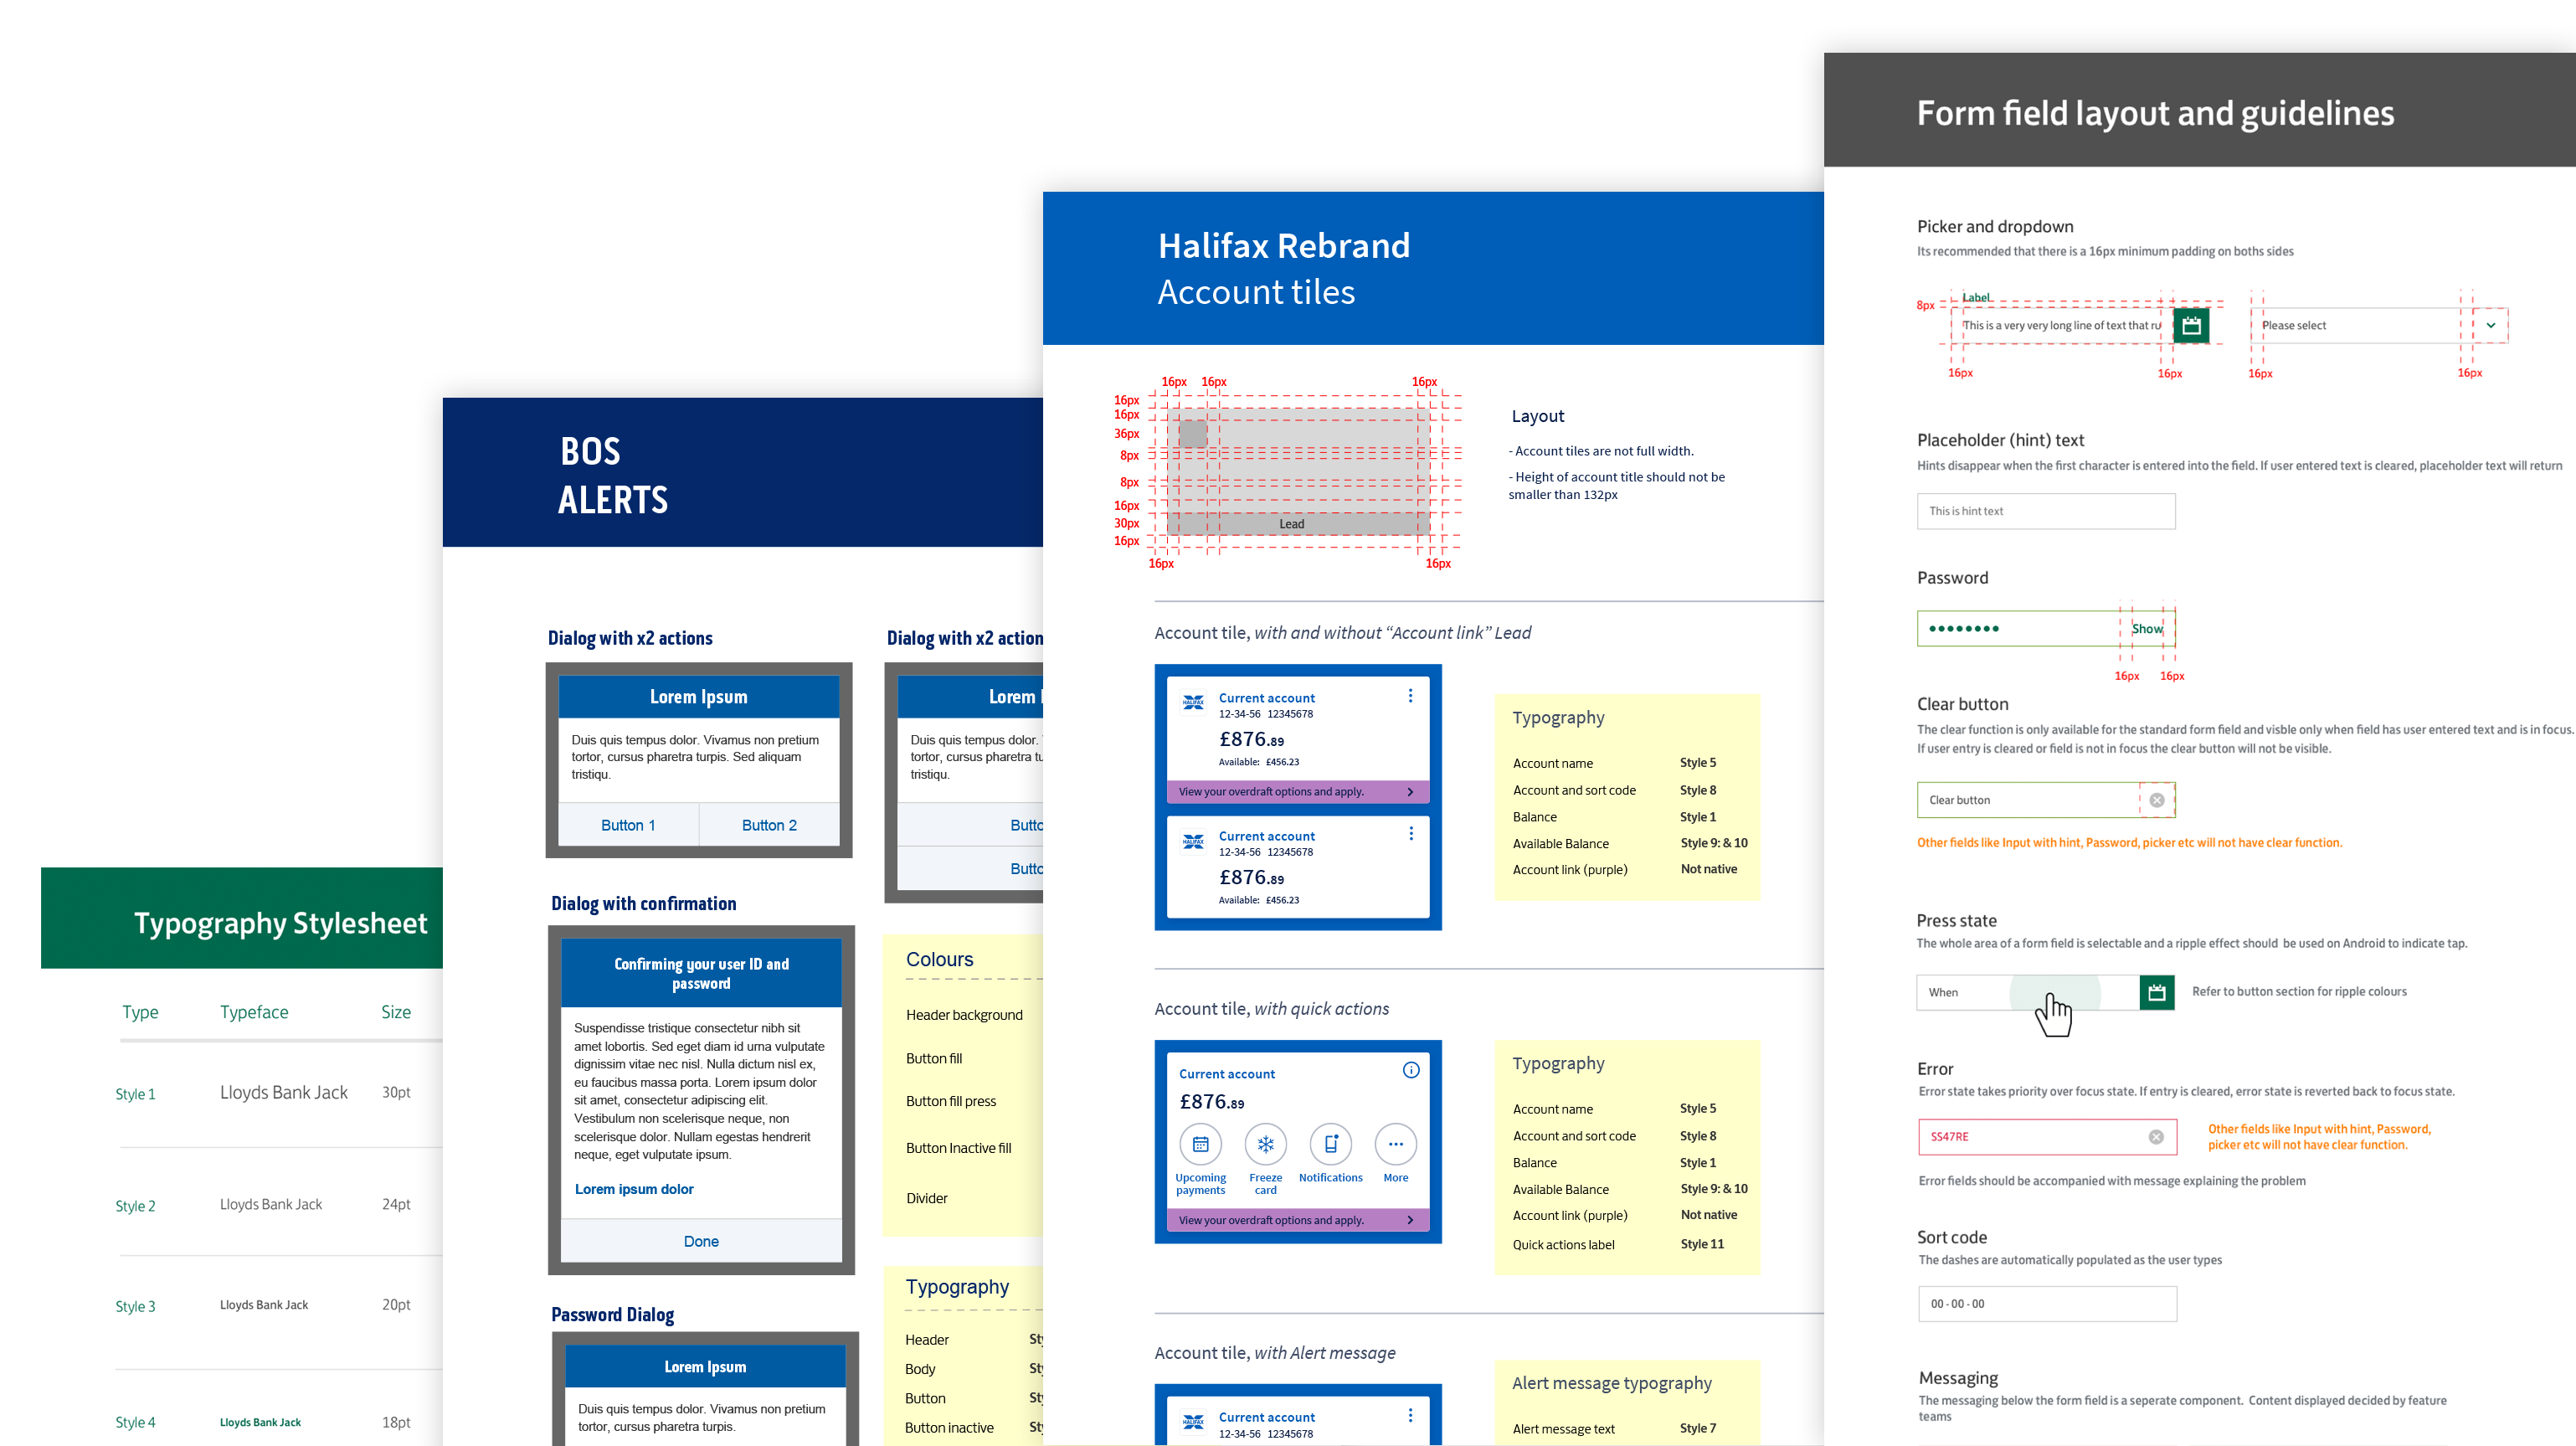 Typography Stylesheet
Type Typeface Size
Style 1 Lloyds Bank Jack 30pt
Style 2 Lloyds Bank Jack 24pt
Style 3 Lloyds Bank Jack 20pt
Style 4 Lloyds Bank Jack 18pt
BOS
ALERTS
Dialog with x2 actions
Lorem Ipsum
Duis quis tempus dolor. Vivamus non pretium
tortor, cursus pharetra turpis. Sed aliquam
tristiqu.
Button 1 Button 2
Dialog with x2 action
Lorem
Duis quis tempus dolor.
tortor, cursus pharetra tu
tristiqu.
Butto
Butto
Dialog with confirmation
Confirming your user ID and
password
Suspendisse tristique consectetur nibh sit
amet lobortis. Sed eget diam id urna vulputate
dignissim vitae nec nisl. Nulla dictum nisl ex,
eu faucibus massa porta. Lorem ipsum dolor
sit amet, consectetur adipiscing elit.
Vestibulum non scelerisque neque, non
scelerisque dolor. Nullam egestas hendrerit
neque, eget vulputate ipsum.
Lorem ipsum dolor
Done
Colours
Header background
Button fill
Button fill press
Button Inactive fill
Divider
Password Dialog
Lorem Ipsum
Duis quis tempus dolor. Vivamus non pretium
tortor, cursus pharetra turpis.
Typography
Header Sty
Body Sty
Button Sty
Button inactive Sty
Halifax Rebrand
Account tiles
16px 16px 16px
16px
16px
36px
8px
8px
16px
30px
16px
Lead
16px 16px
Layout
- Account tiles are not full width.
- Height of account title should not be
smaller than 132px
Account tile, with and without “Account link” Lead
HALIFAX
Current account
12-34-56 12345678
£876.89
Available: £456.23
View your overdraft options and apply.
HALIFAX
Current account
12-34-56 12345678
£876.89
Available: £456.23
Typography
Account name Style 5
Account and sort code Style 8
Balance Style 1
Available Balance Style 9: & 10
Account link (purple) Not native
Account tile, with quick actions
Current account
£876.89
Upcoming
payments
Freeze
card
Notifications
More
View your overdraft options and apply.
Typography
Account name Style 5
Account and sort code Style 8
Balance Style 1
Available Balance Style 9: & 10
Account link (purple) Not native
Quick actions label Style 11
Account tile, with Alert message
HALIFAX
Current account
12-34-56 12345678
Alert message typography
Alert message text Style 7
Form field layout and guidelines
Picker and dropdown
Its recommended that there is a 16px minimum padding on boths sides
8px
Label
This is a very very long line of text that ru
Please select
16px 16px 16px 16px
Placeholder (hint) text
Hints disappear when the first character is entered into the field. If user entered text is cleared, placeholder text will return
This is hint text
Password
Show
16px 16px
Clear button
The clear function is only available for the standard form field and visble only when field has user entered text and is in focus.
If user entry is cleared or field is not in focus the clear button will not be visible.
Clear button
Other fields like Input with hint, Password, picker etc will not have clear function.
Press state
The whole area of a form field is selectable and a ripple effect should be used on Android to indicate tap.
When
Refer to button section for ripple colours
Error
Error state takes priority over focus state. If entry is cleared, error state is reverted back to focus state.
SS47RE
Other fields like Input with hint, Password,
picker etc will not have clear function.
Error fields should be accompanied with message explaining the problem
Sort code
The dashes are automatically populated as the user types
00 - 00 - 00
Messaging
The messaging below the form field is a seperate component. Content displayed decided by feature
teams